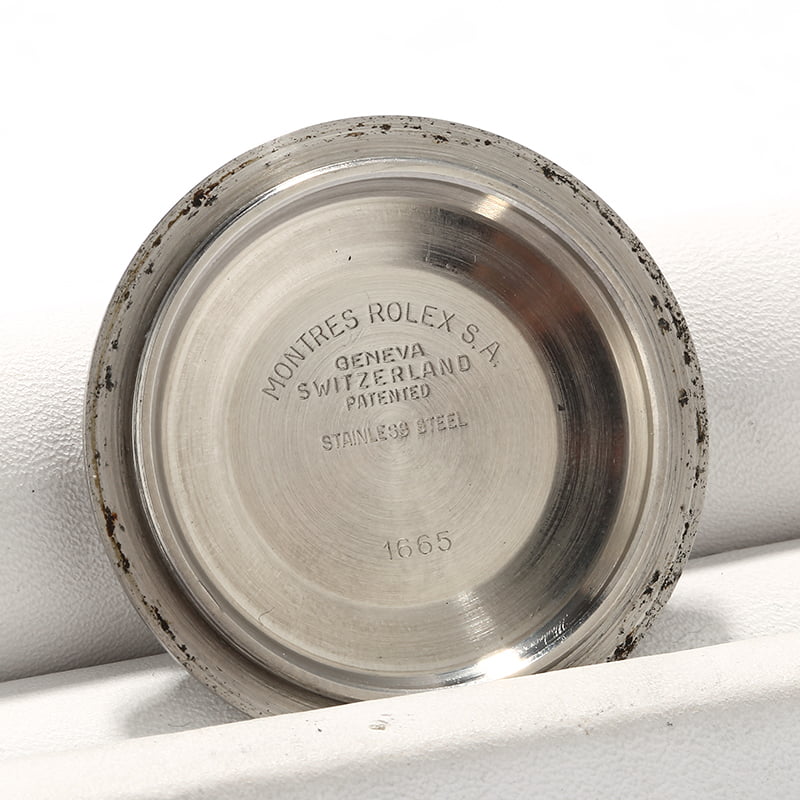 MONTRES ROLEX S.A.
GENEVA
SWITZERLAND
PATENTED
STAINLESS STEEL
1665